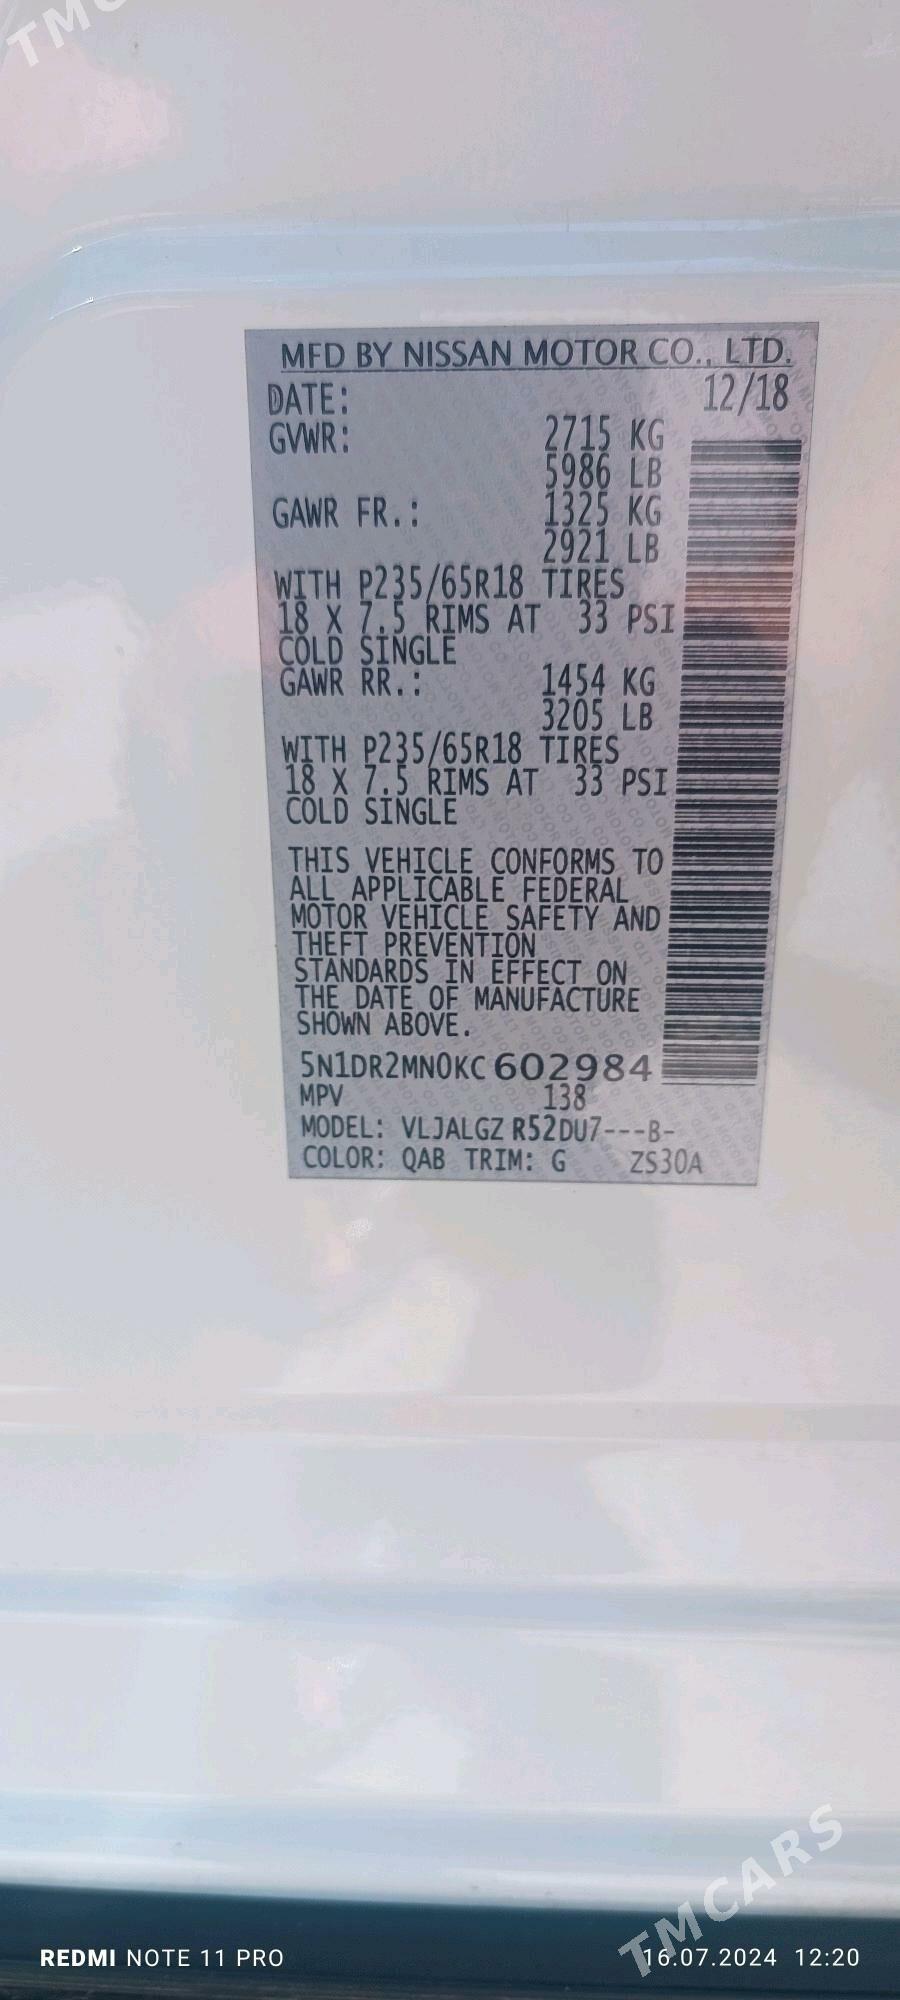 TMC
MFD BY NISSAN MOTOR CO., LTD.
DATE: 12/18
GVWR: 2715 KG
5986 LB
GAWR FR.: 1325 KG
2921 LB
WITH P235/65R18 TIRES
18 X 7.5 RIMS AT 33 PSI
COLD SINGLE
GAWR RR.: 1454 KG
3205 LB
WITH P235/65R18 TIRES
18 X 7.5 RIMS AT 33 PSI
COLD SINGLE
THIS VEHICLE CONFORMS TO
ALL APPLICABLE FEDERAL
MOTOR VEHICLE SAFETY AND
THEFT PREVENTION
STANDARDS IN EFFECT ON
THE DATE OF MANUFACTURE
SHOWN ABOVE.
5N1DR2MN0KC602984
MPV 138
MODEL: VLJALGZ R52DU7---B-
COLOR: QAB TRIM: G ZS30A
TMCARS
REDMI NOTE 11 PRO 16.07.2024 12:20